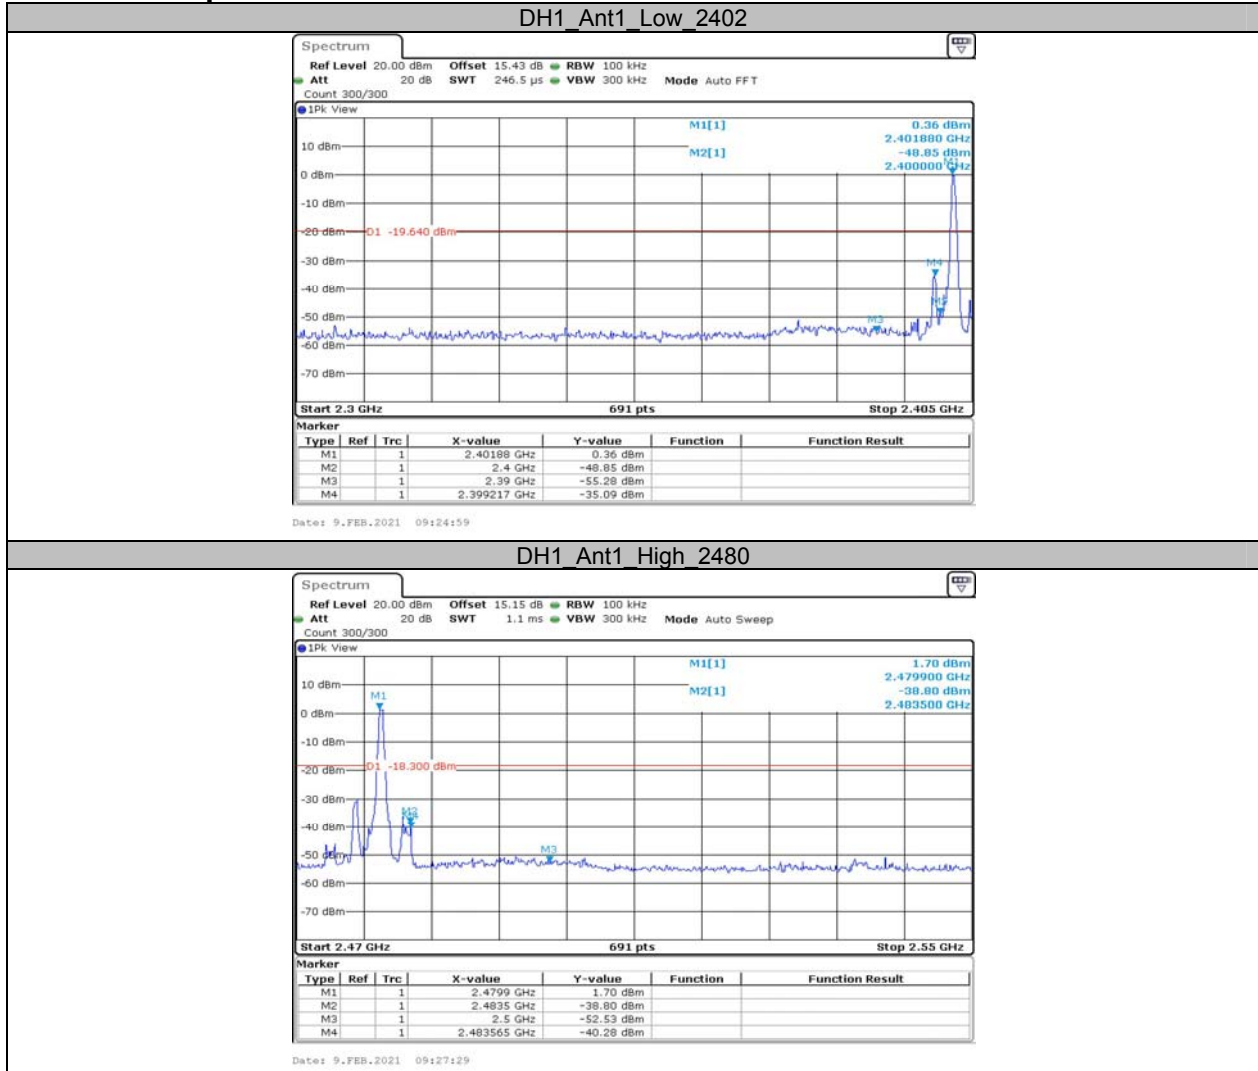 DH1_Ant1_Low_2402
Spectrum
Ref Level 20.00 dBm Offset 15.43 dB RBW 100 kHz
Att 20 dB SWT 246.5 µs VBW 300 kHz Mode Auto FFT
Count 300/300
1Pk View
M1[1] 0.36 dBm
2.401880 GHz
10 dBm
M2[1] -48.85 dBm
2.400000 GHz
M1
0 dBm
-10 dBm
-20 dBm D1 -19.640 dBm
-30 dBm
M4
-40 dBm
M2
-50 dBm
M3
-60 dBm
-70 dBm
Start 2.3 GHz 691 pts Stop 2.405 GHz
Marker
Type Ref Trc X-value Y-value Function Function Result
M1 1 2.40188 GHz 0.36 dBm
M2 1 2.4 GHz -48.85 dBm
M3 1 2.39 GHz -55.28 dBm
M4 1 2.399217 GHz -35.09 dBm
Date: 9.FEB.2021 09:24:59
DH1_Ant1_High_2480
Spectrum
Ref Level 20.00 dBm Offset 15.15 dB RBW 100 kHz
Att 20 dB SWT 1.1 ms VBW 300 kHz Mode Auto Sweep
Count 300/300
1Pk View
M1[1] 1.70 dBm
2.479900 GHz
10 dBm
M1
M2[1] -38.80 dBm
2.483500 GHz
0 dBm
-10 dBm
-20 dBm D1 -18.300 dBm
-30 dBm
-40 dBm
M3
-50 dBm
-60 dBm
-70 dBm
Start 2.47 GHz 691 pts Stop 2.55 GHz
Marker
Type Ref Trc X-value Y-value Function Function Result
M1 1 2.4799 GHz 1.70 dBm
M2 1 2.4835 GHz -38.80 dBm
M3 1 2.5 GHz -52.53 dBm
M4 1 2.483565 GHz -40.28 dBm
Date: 9.FEB.2021 09:27:29